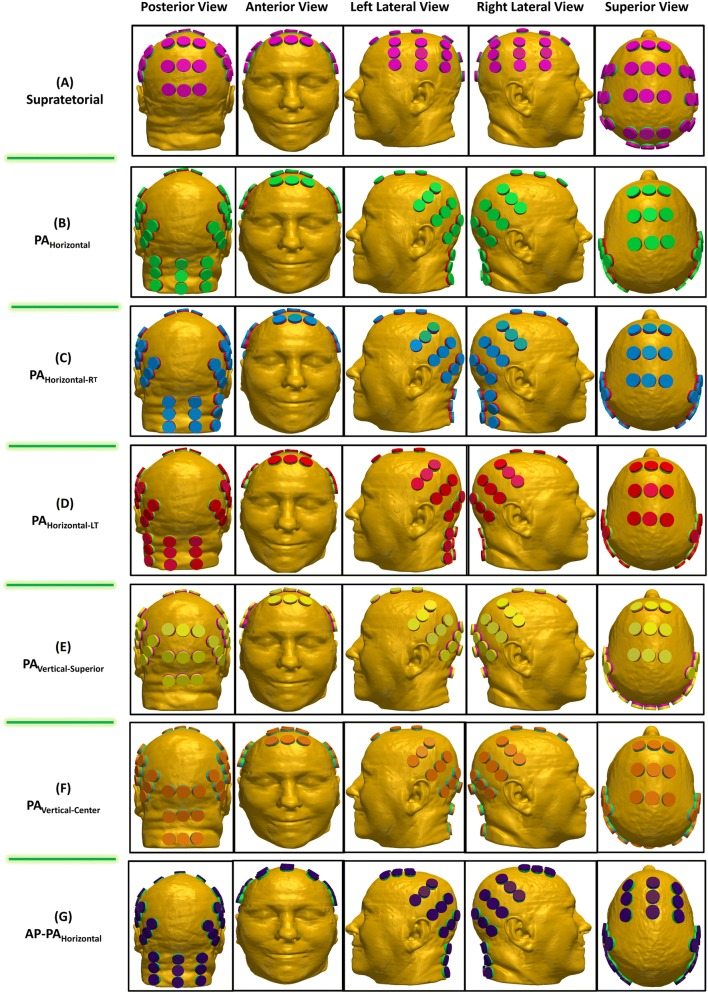 Posterior View Anterior View Left Lateral View Right Lateral View Superior View
(A)
Supratetorial
(B)
PAHorizontal
(C)
PAHorizontal-RT
(D)
PAHorizontal-LT
(E)
PAVertical-Superior
(F)
PAVertical-Center
(G)
AP-PAHorizontal